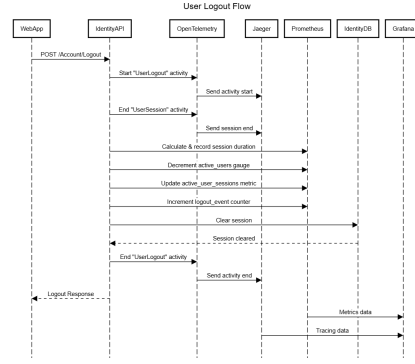 User Logout Flow
WebApp IdentityAPI OpenTelemetry Jaeger Prometheus IdentityDB Grafana
POST /Account/Logout
Start "UserLogout" activity
Send activity start
End "UserSession" activity
Send session end
Calculate & record session duration
Decrement active_users gauge
Update active_user_sessions metric
Increment logout_event counter
Clear session
Session cleared
End "UserLogout" activity
Send activity end
Logout Response
Metrics data
Tracing data